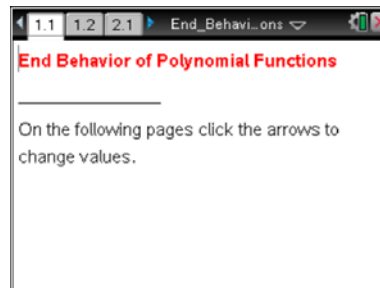 1.1 1.2 2.1 End_Behavi…ons
End Behavior of Polynomial Functions
On the following pages click the arrows to
change values.